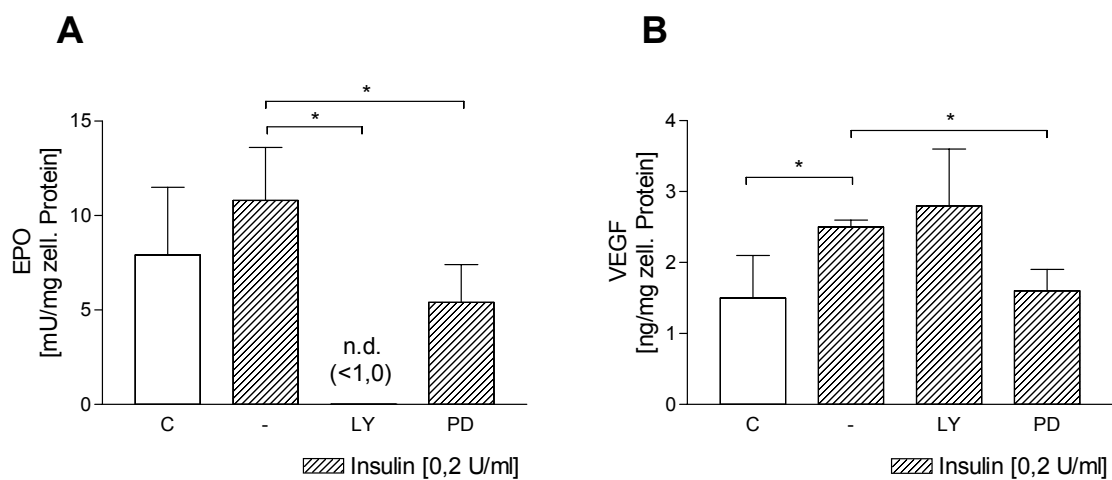 A
EPO
[mU/mg zell. Protein]
15
10
5
0
*
*
n.d.
(<1,0)
C
-
LY
PD
Insulin [0,2 U/ml]
B
VEGF
[ng/mg zell. Protein]
4
3
2
1
0
*
*
C
-
LY
PD
Insulin [0,2 U/ml]